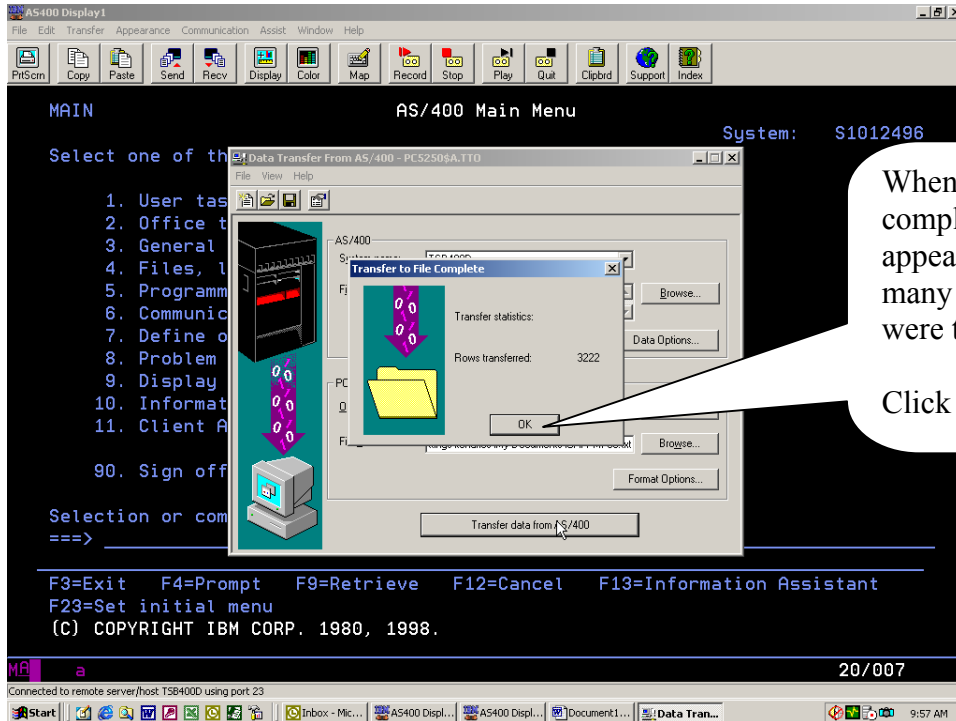 AS400 Display1
File Edit Transfer Appearance Communication Assist Window Help
PrtScrn Copy Paste Send Recv Display Color Map Record Stop Play Quit Clipbrd Support Index
MAIN AS/400 Main Menu
System: S1012496
Select one of th
1. User tas
2. Office t
3. General
4. Files, l
5. Programm
6. Communic
7. Define o
8. Problem
9. Display
10. Informat
11. Client A
90. Sign off
Selection or com
===>
F3=Exit F4=Prompt F9=Retrieve F12=Cancel F13=Information Assistant
F23=Set initial menu
(C) COPYRIGHT IBM CORP. 1980, 1998.
MA a 20/007
Connected to remote server/host TSB400D using port 23
Data Transfer From AS/400 - PC5250$A.TTO
File View Help
AS/400
Browse...
Data Options...
PC
Browse...
Format Options...
Transfer data from AS/400
Transfer to File Complete
Transfer statistics:
Rows transferred: 3222
OK
When
compl
appea
many
were t
Click
Start Inbox - Mic... AS400 Displ... AS400 Displ... Document1... Data Tran... 9:57 AM